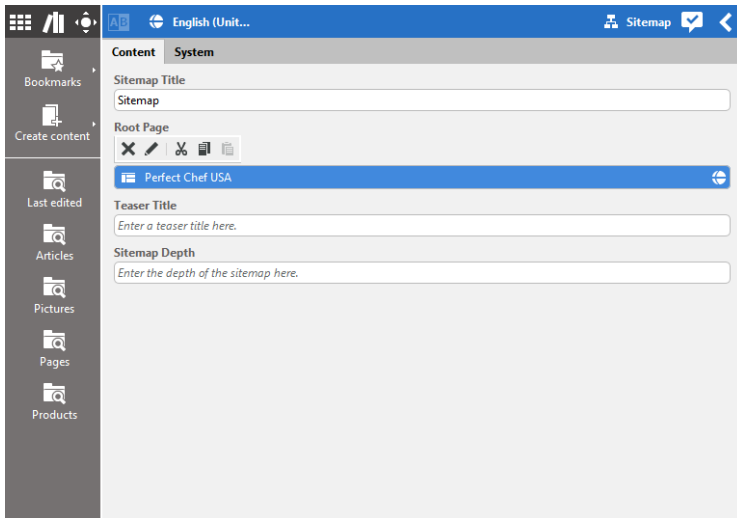 AB English (Unit... Sitemap
Bookmarks
Create content
Last edited
Articles
Pictures
Pages
Products
Content System
Sitemap Title
Sitemap
Root Page
Perfect Chef USA
Teaser Title
Enter a teaser title here.
Sitemap Depth
Enter the depth of the sitemap here.